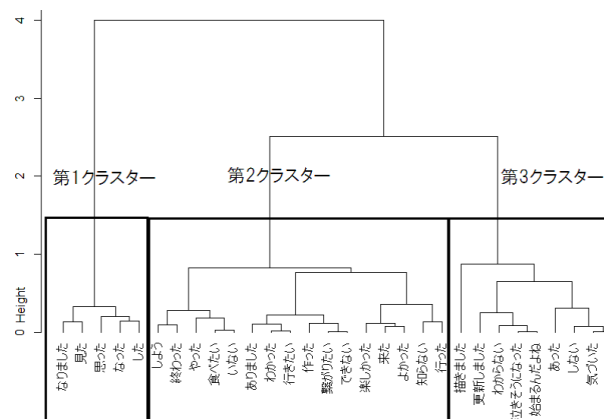 4
3
2
1
0 Height
第1クラスター
第2クラスター
第3クラスター
なりました
見た
思った
なった
した
しよう
終わった
やった
食べたい
いない
ありました
わかった
行きたい
作った
繋がりたい
できない
楽しかった
来た
よかった
知らない
行った
描きました
更新しました
わからない
泣きそうになった
始まるんだよね
あった
しない
気づいた